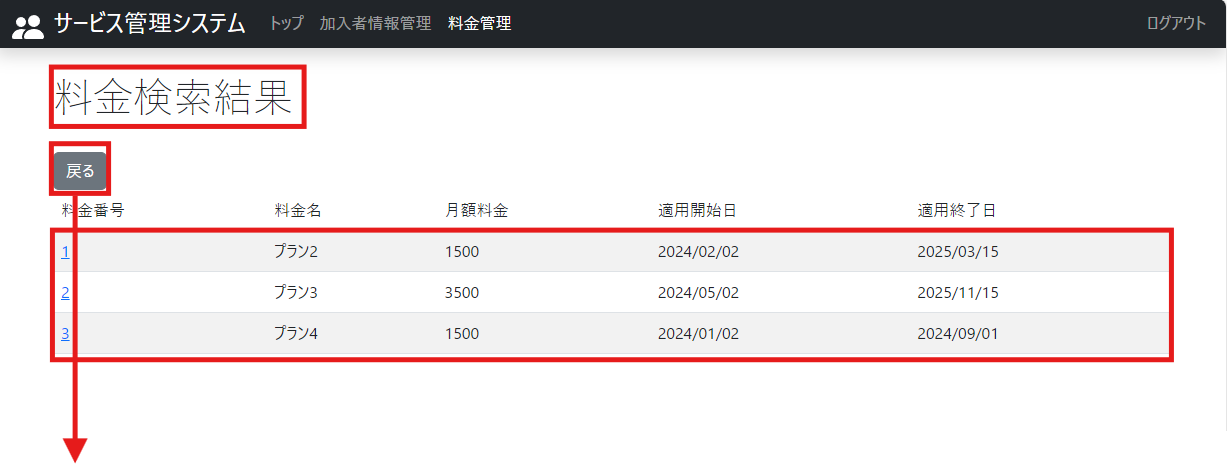 サービス管理システム トップ 加入者情報管理 料金管理 ログアウト
料金検索結果
戻る
料金番号 料金名 月額料金 適用開始日 適用終了日
1 プラン2 1500 2024/02/02 2025/03/15
2 プラン3 3500 2024/05/02 2025/11/15
3 プラン4 1500 2024/01/02 2024/09/01